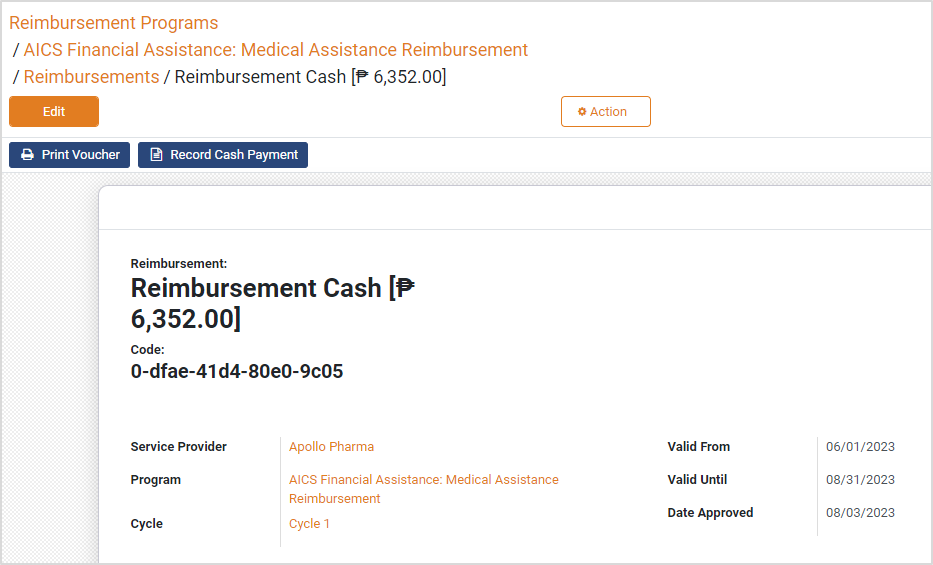 Reimbursement Programs
/ AICS Financial Assistance: Medical Assistance Reimbursement
/ Reimbursements / Reimbursement Cash [₱ 6,352.00]
Edit
Action
Print Voucher
Record Cash Payment
Reimbursement:
Reimbursement Cash [₱
6,352.00]
Code:
0-dfae-41d4-80e0-9c05
Service Provider
Apollo Pharma
Program
AICS Financial Assistance: Medical Assistance
Reimbursement
Cycle
Cycle 1
Valid From
06/01/2023
Valid Until
08/31/2023
Date Approved
08/03/2023